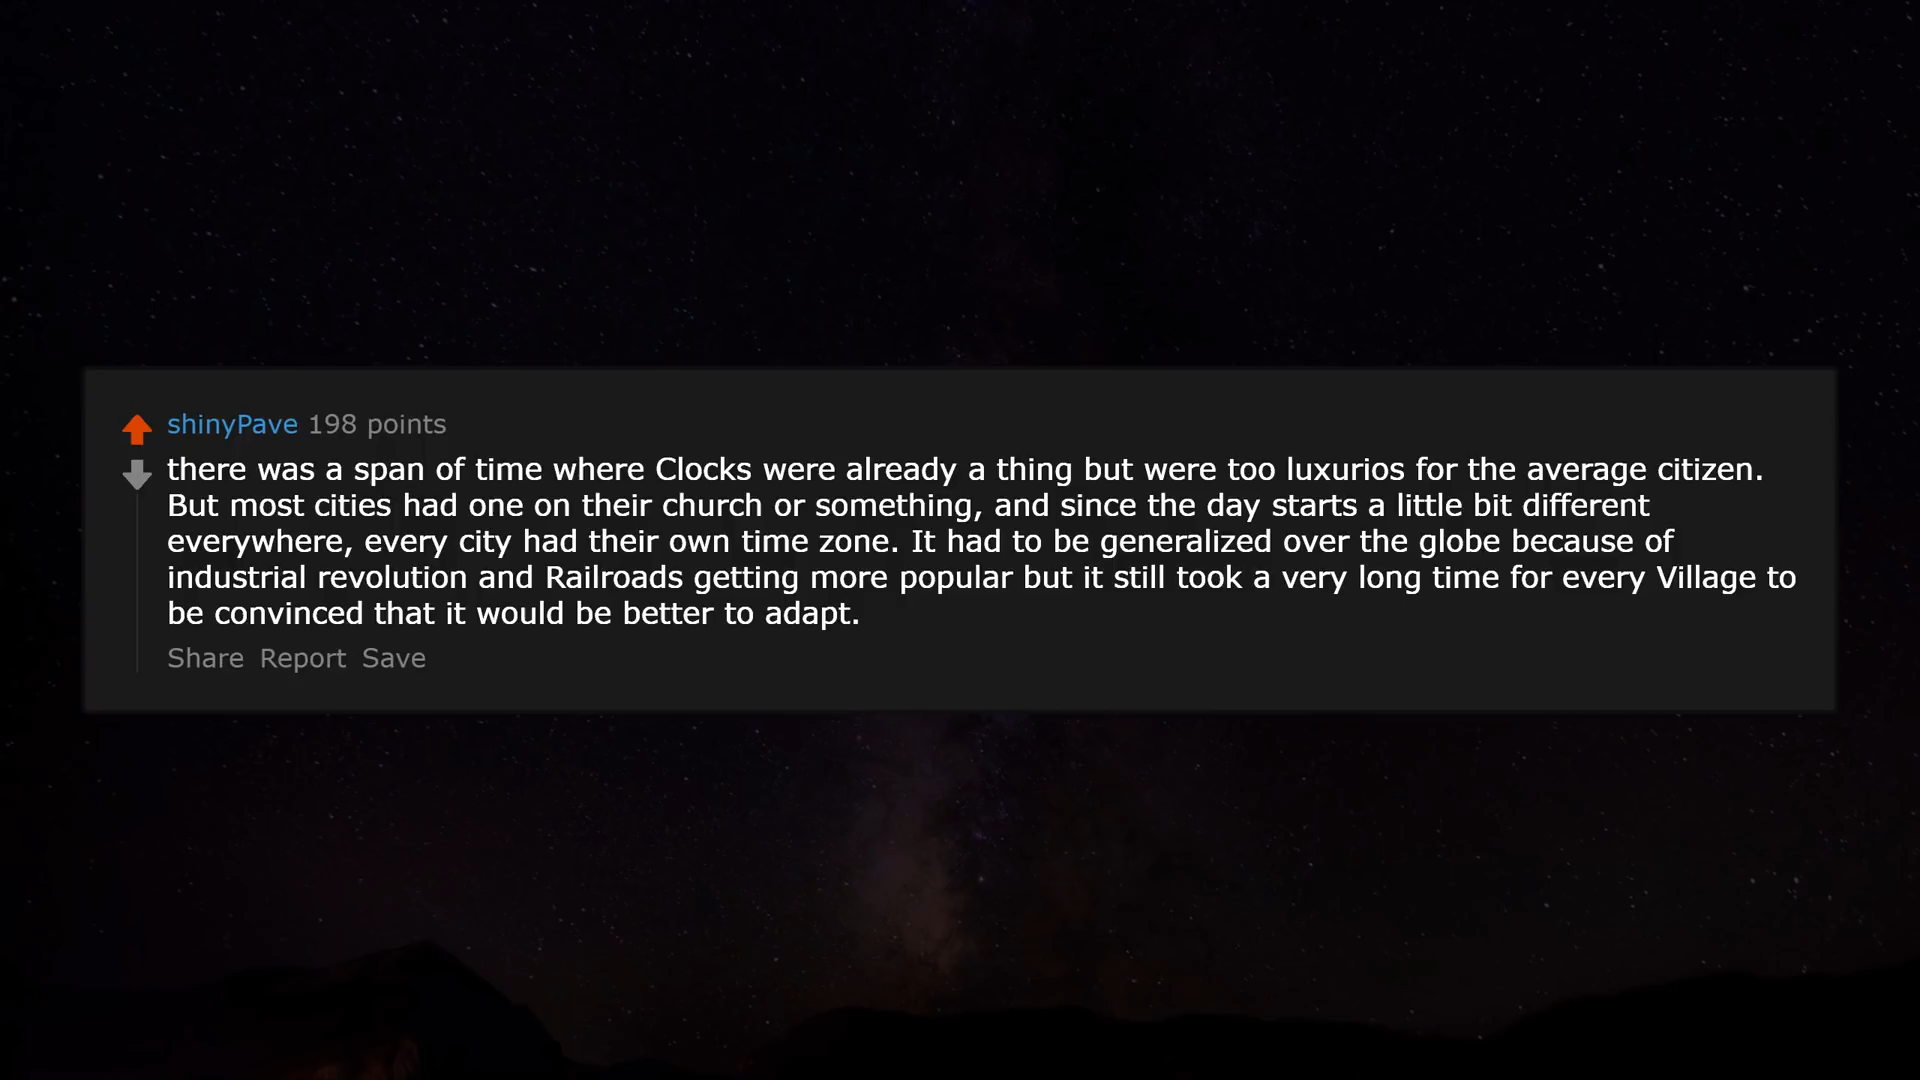 shinyPave 198 points
there was a span of time where Clocks were already a thing but were too luxurios for the average citizen.
But most cities had one on their church or something, and since the day starts a little bit different
everywhere, every city had their own time zone. It had to be generalized over the globe because of
industrial revolution and Railroads getting more popular but it still took a very long time for every Village to
be convinced that it would be better to adapt.
Share Report Save